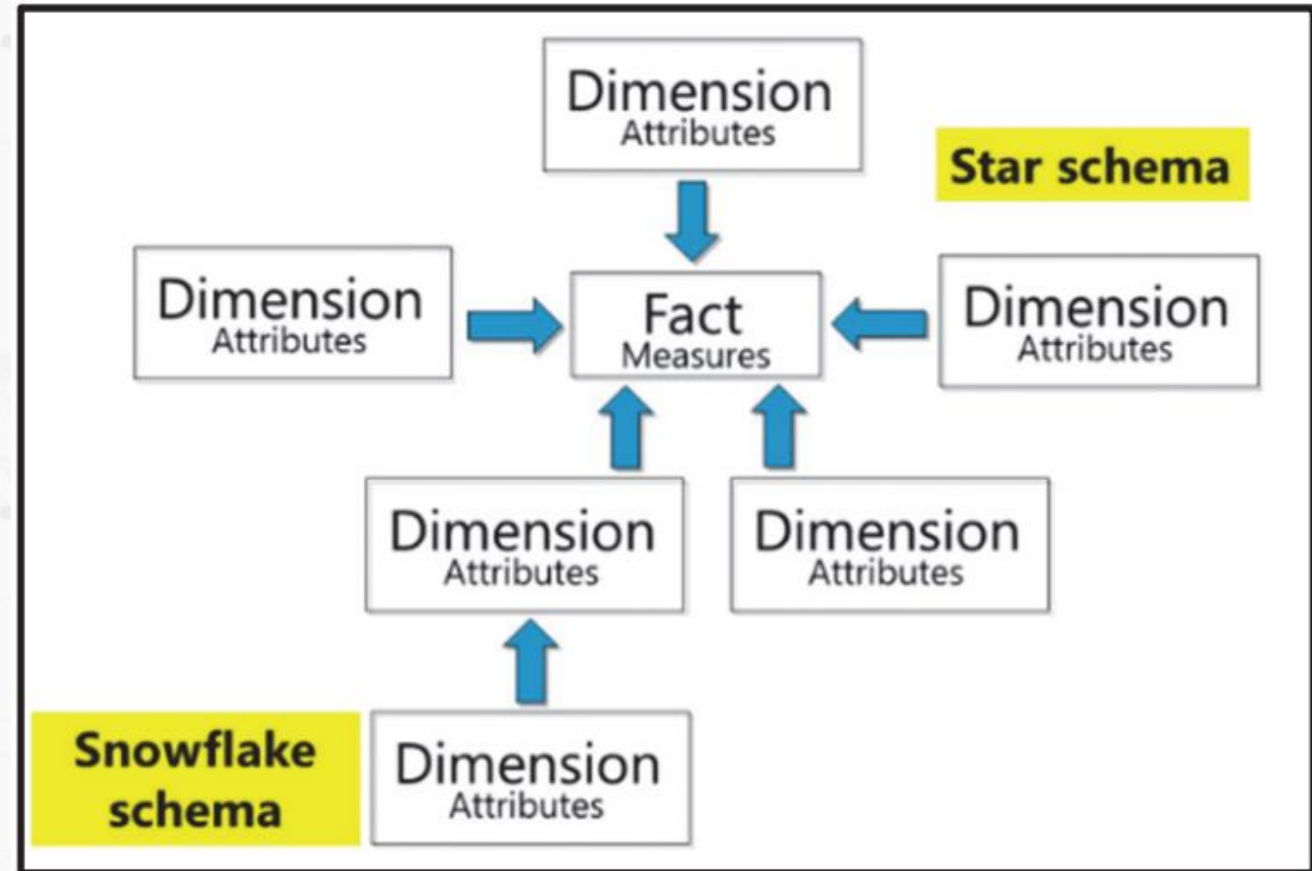 Dimension
Attributes
Star schema
Dimension
Attributes
Fact
Measures
Dimension
Attributes
Dimension
Attributes
Dimension
Attributes
Snowflake
schema
Dimension
Attributes